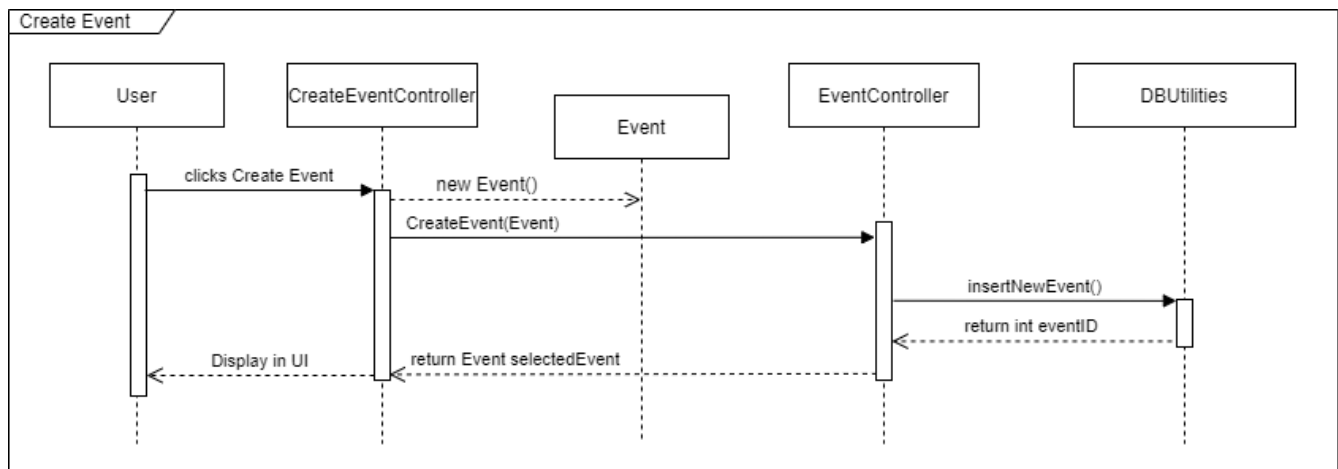 Create Event
User
CreateEventController
Event
EventController
DBUtilities
clicks Create Event
new Event()
CreateEvent(Event)
insertNewEvent()
return int eventID
return Event selectedEvent
Display in UI